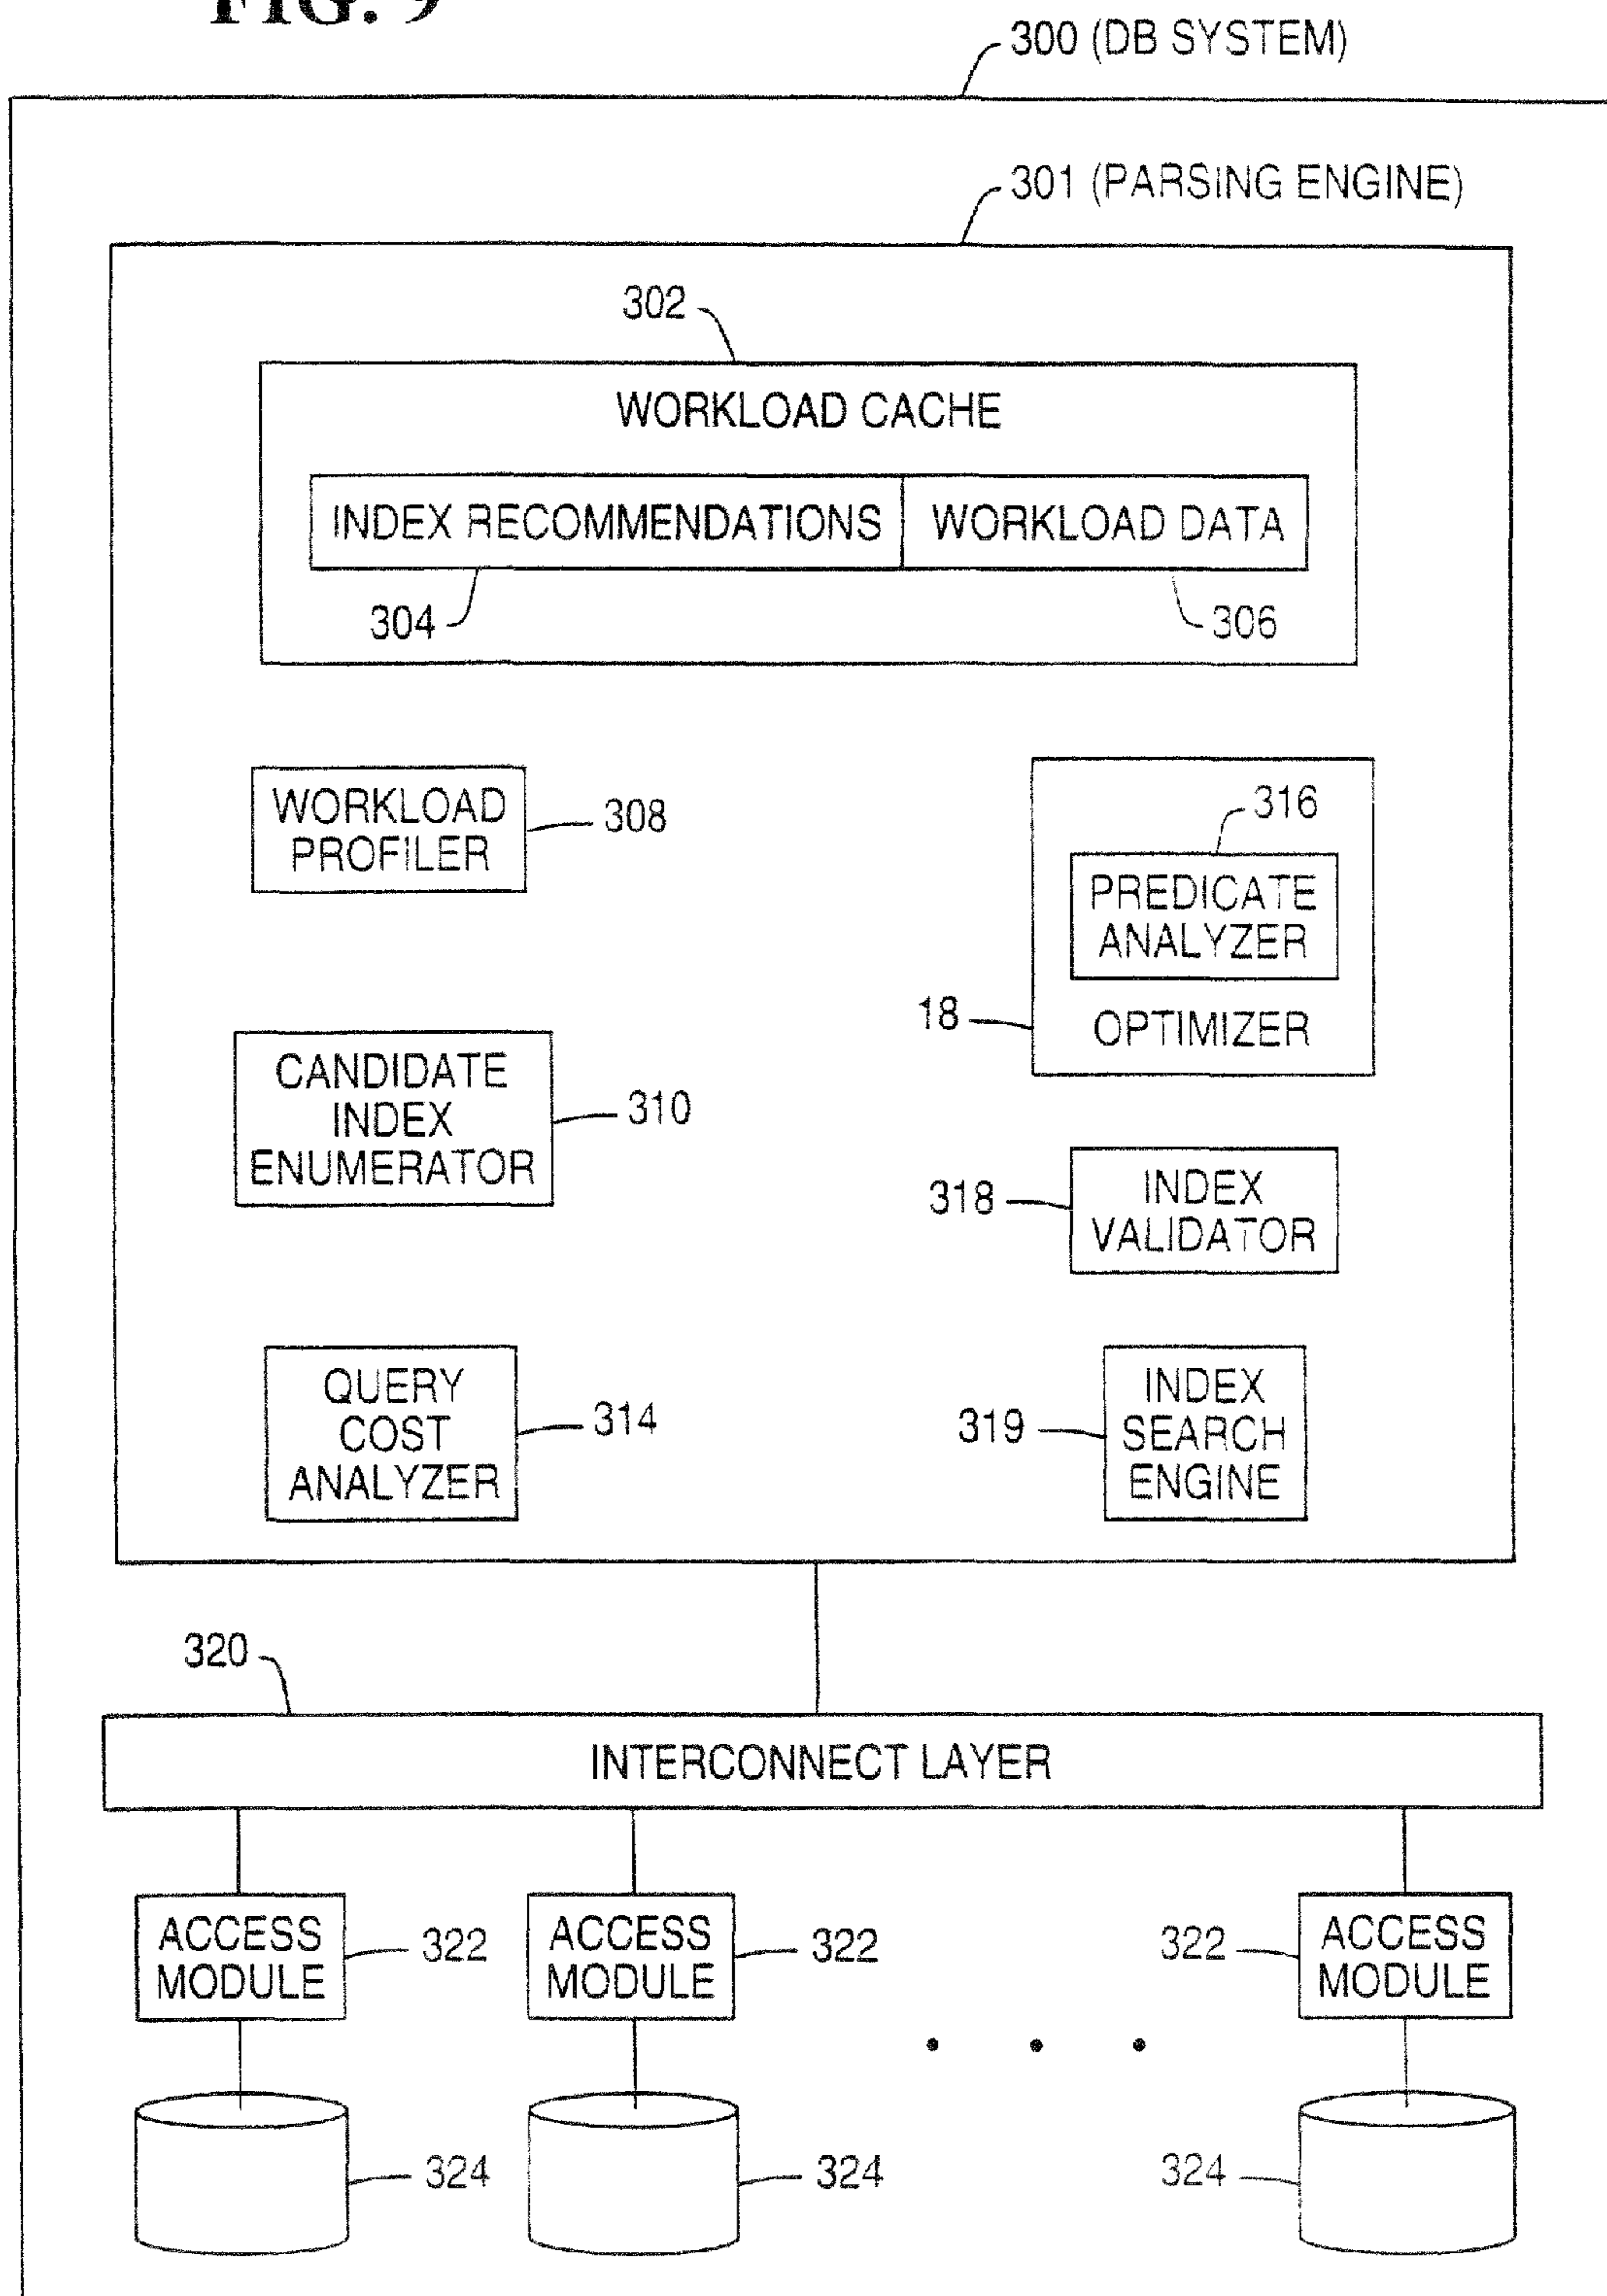 FIG. 9
300 (DB SYSTEM)
301 (PARSING ENGINE)
302
WORKLOAD CACHE
INDEX RECOMMENDATIONS
WORKLOAD DATA
304
306
WORKLOAD
PROFILER
308
316
PREDICATE
ANALYZER
18
OPTIMIZER
CANDIDATE
INDEX
ENUMERATOR
310
318
INDEX
VALIDATOR
QUERY
COST
ANALYZER
314
319
INDEX
SEARCH
ENGINE
320
INTERCONNECT LAYER
ACCESS
MODULE
322
ACCESS
MODULE
322
322
ACCESS
MODULE
324
324
324